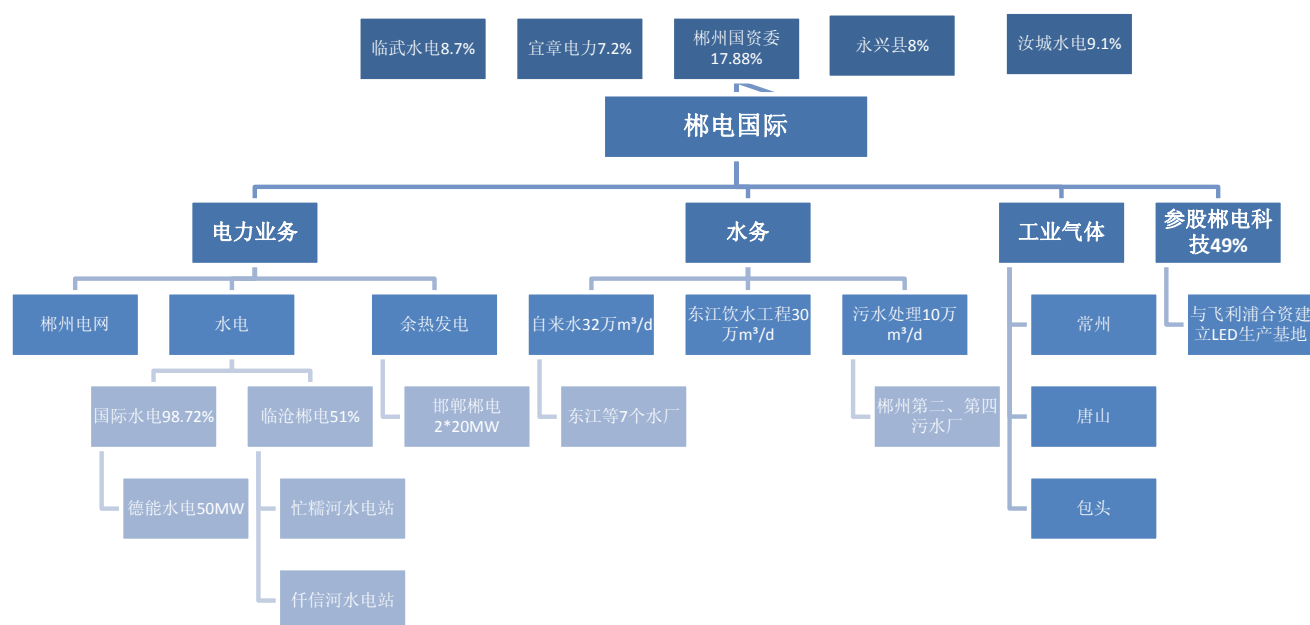 临武水电8.7%
宜章电力7.2%
郴州国资委
17.88%
永兴县8%
汝城水电9.1%
郴电国际
电力业务
水务
工业气体
参股郴电科
技49%
郴州电网
水电
余热发电
自来水32万m³/d
东江饮水工程30
万m³/d
污水处理10万
m³/d
常州
与飞利浦合资建
立LED生产基地
国际水电98.72%
临沧郴电51%
邯郸郴电
2*20MW
东江等7个水厂
郴州第二、第四
污水厂
唐山
德能水电50MW
忙糯河水电站
包头
仟信河水电站